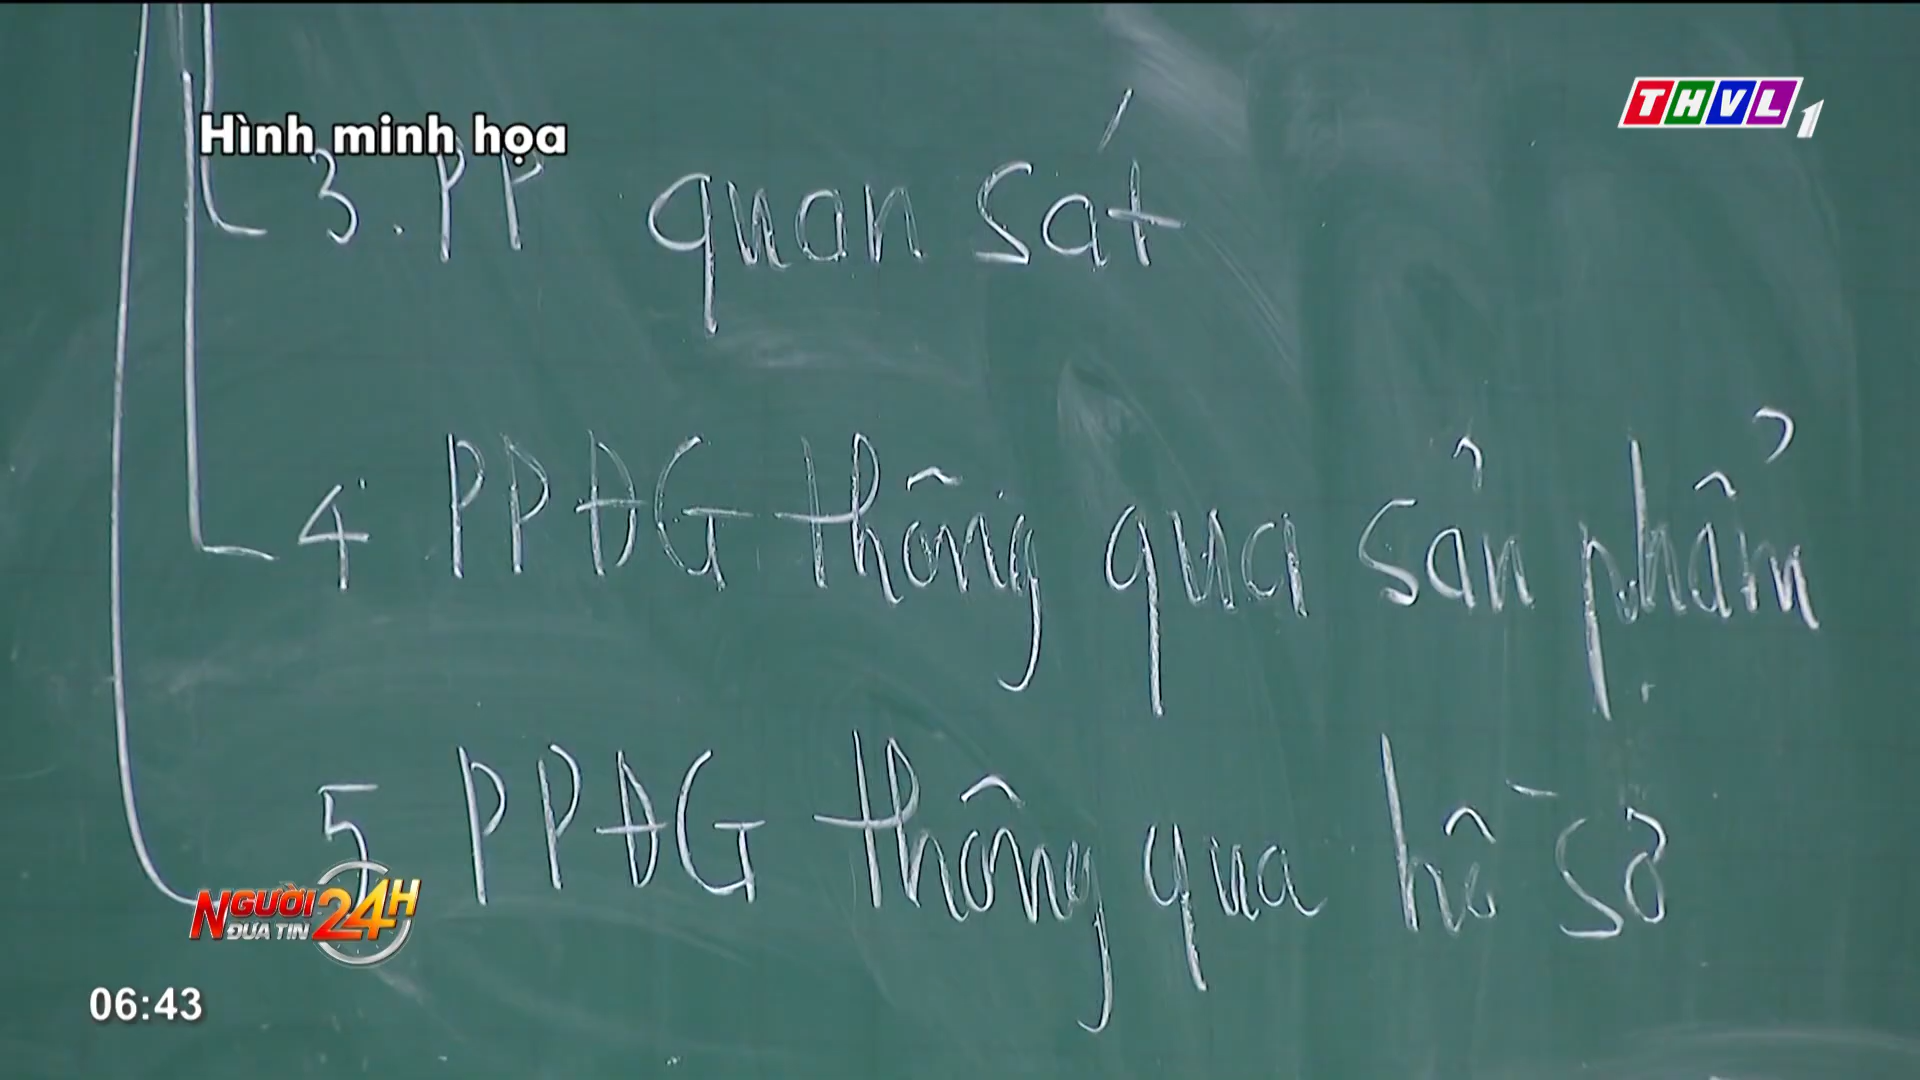 Hình minh họa
THVL1
3. PP quan sát
4 PPĐG thông qua sản phẩm
5 PPĐG thông qua hồ sơ
NGƯỜI ĐƯA TIN 24H
06:43